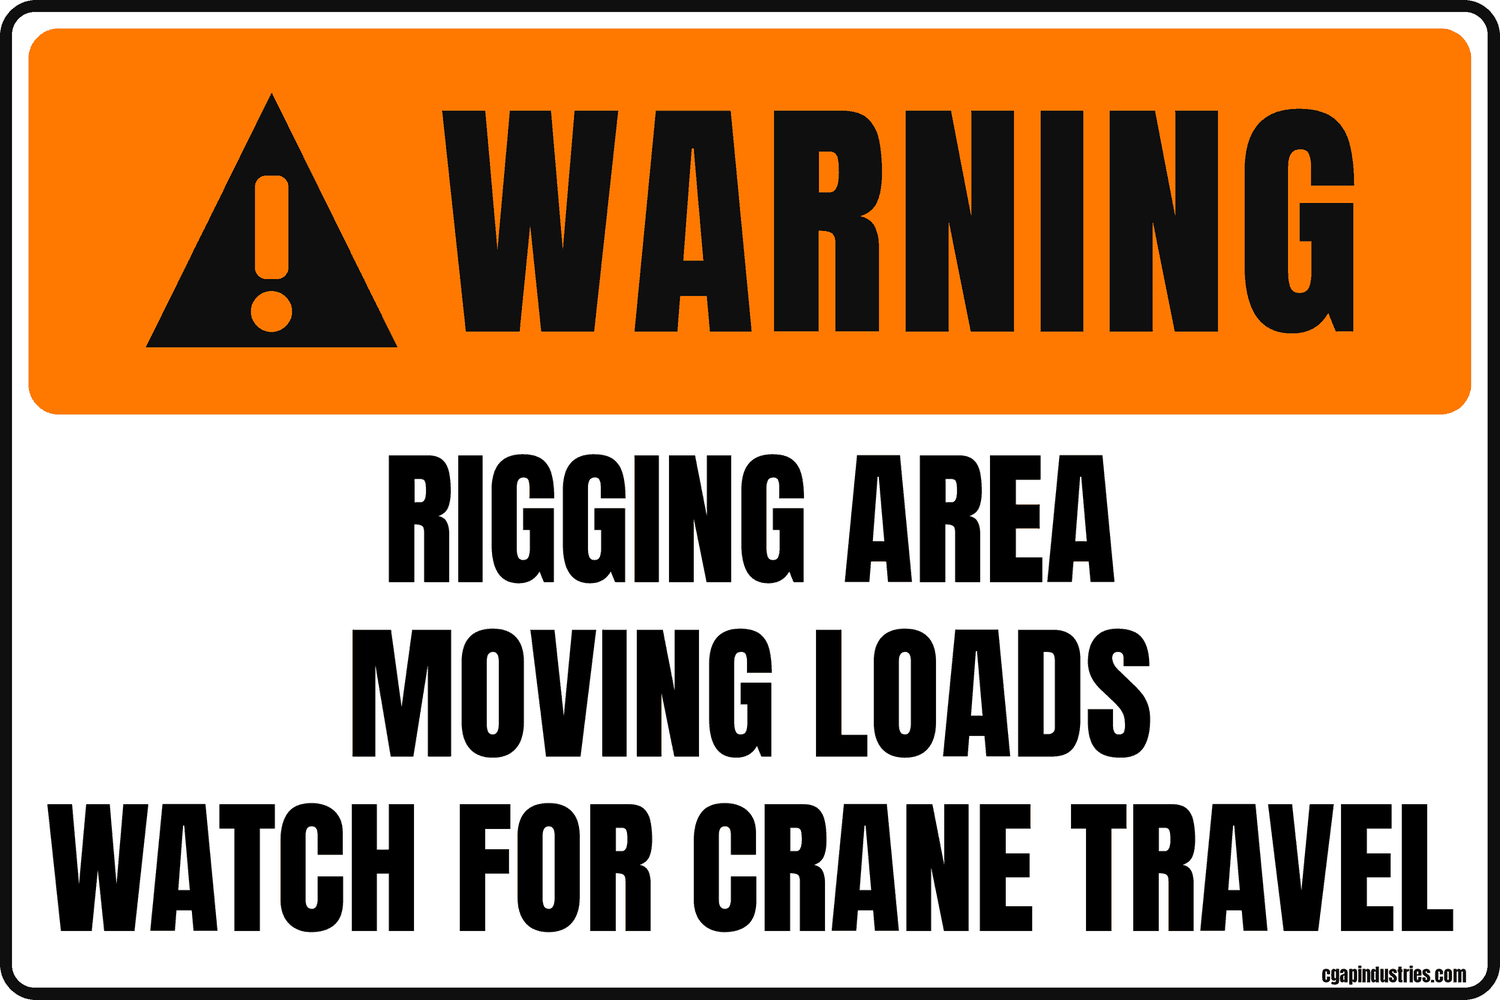 WARNING
RIGGING AREA
MOVING LOADS
WATCH FOR CRANE TRAVEL
cgapindustries.com